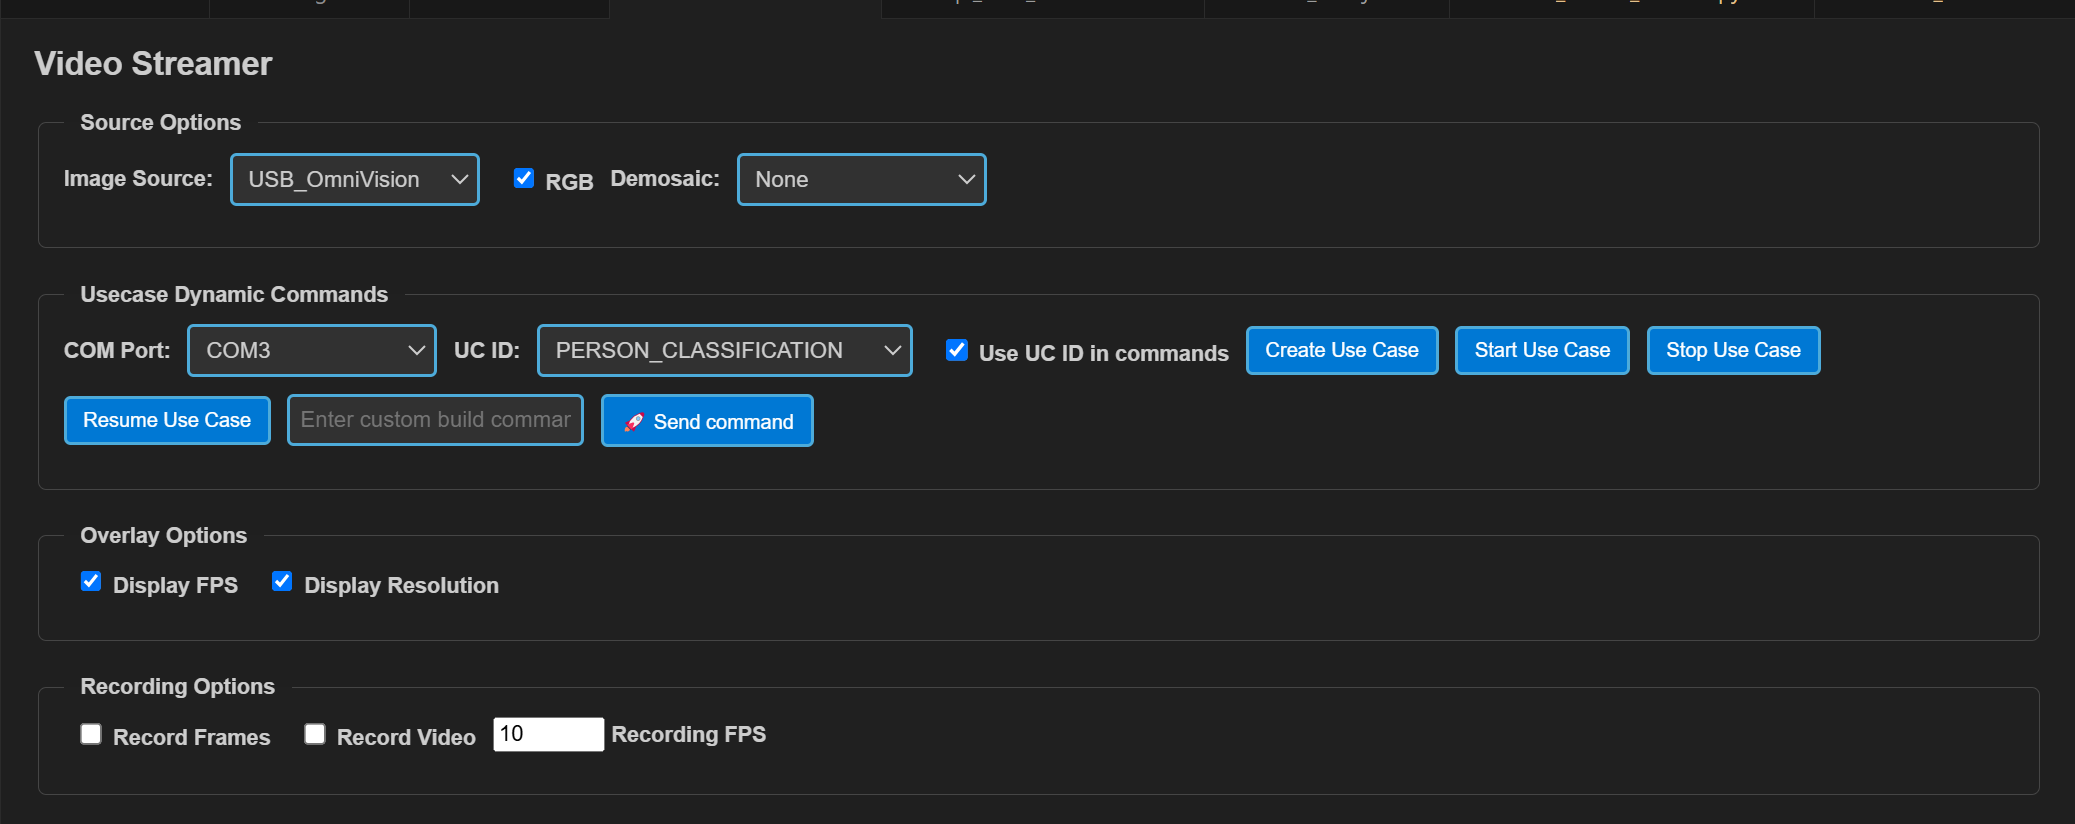 Video Streamer
Source Options
Image Source: USB_OmniVision RGB Demosaic: None
Usecase Dynamic Commands
COM Port: COM3 UC ID: PERSON_CLASSIFICATION Use UC ID in commands Create Use Case Start Use Case Stop Use Case
Resume Use Case Enter custom build commar 🚀 Send command
Overlay Options
Display FPS Display Resolution
Recording Options
Record Frames Record Video 10 Recording FPS